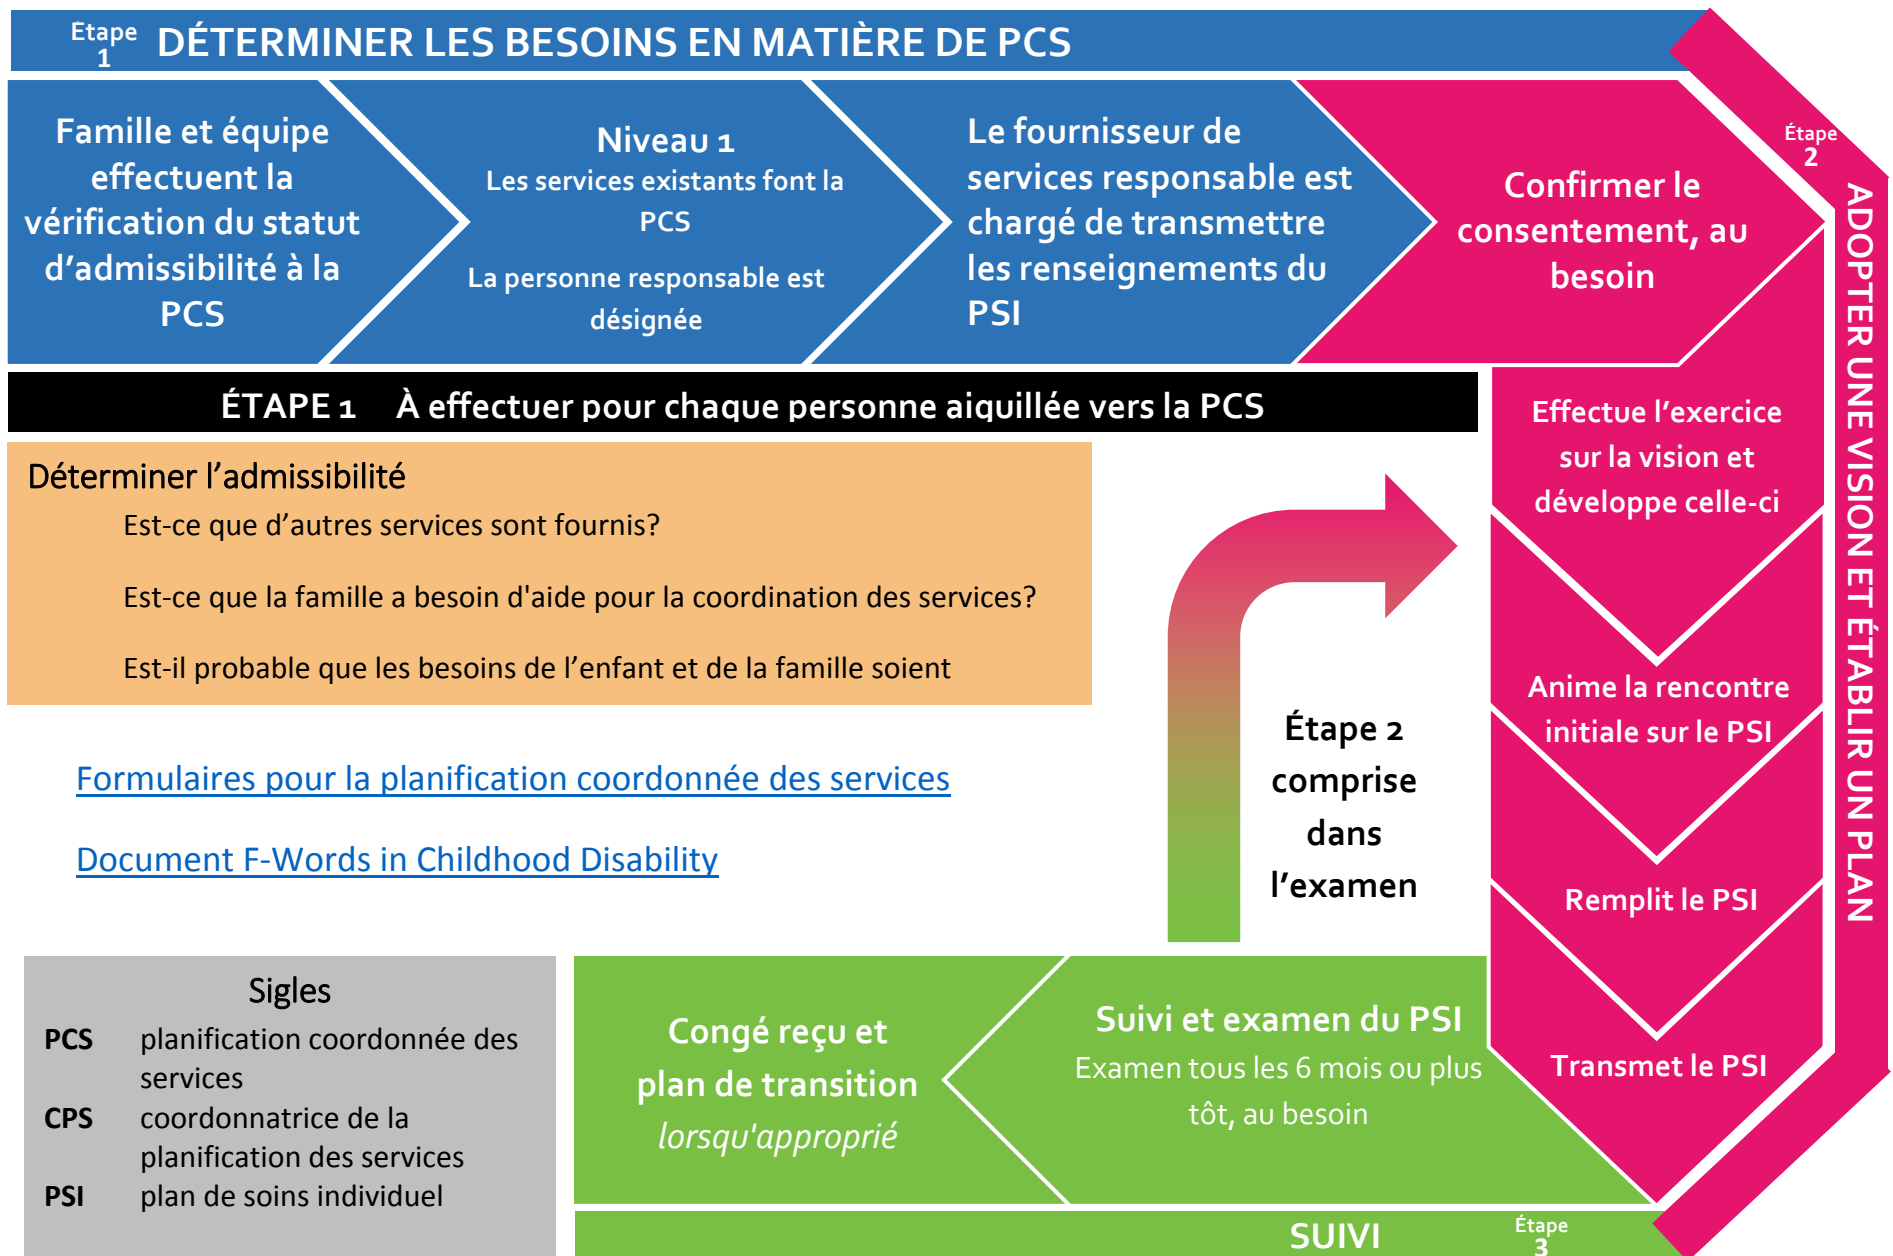 Étape
1
DÉTERMINER LES BESOINS EN MATIÈRE DE PCS
Famille et équipe
effectuent la
vérification du statut
d’admissibilité à la
PCS
Niveau 1
Les services existants font la
PCS
La personne responsable est
désignée
Le fournisseur de
services responsable est
chargé de transmettre
les renseignements du
PSI
Confirmer le
consentement, au
besoin
Étape
2
ADOPTER UNE VISION ET ÉTABLIR UN PLAN
ÉTAPE 1 À effectuer pour chaque personne aiguillée vers la PCS
Déterminer l’admissibilité
Est-ce que d’autres services sont fournis?
Est-ce que la famille a besoin d'aide pour la coordination des services?
Est-il probable que les besoins de l’enfant et de la famille soient
Formulaires pour la planification coordonnée des services
Document F-Words in Childhood Disability
Effectue l’exercice
sur la vision et
développe celle-ci
Anime la rencontre
initiale sur le PSI
Remplit le PSI
Transmet le PSI
Étape 2
comprise
dans
l’examen
Suivi et examen du PSI
Examen tous les 6 mois ou plus
tôt, au besoin
Congé reçu et
plan de transition
lorsqu'approprié
SUIVI
Étape
3
Sigles
PCS planification coordonnée des
services
CPS coordonnatrice de la
planification des services
PSI plan de soins individuel